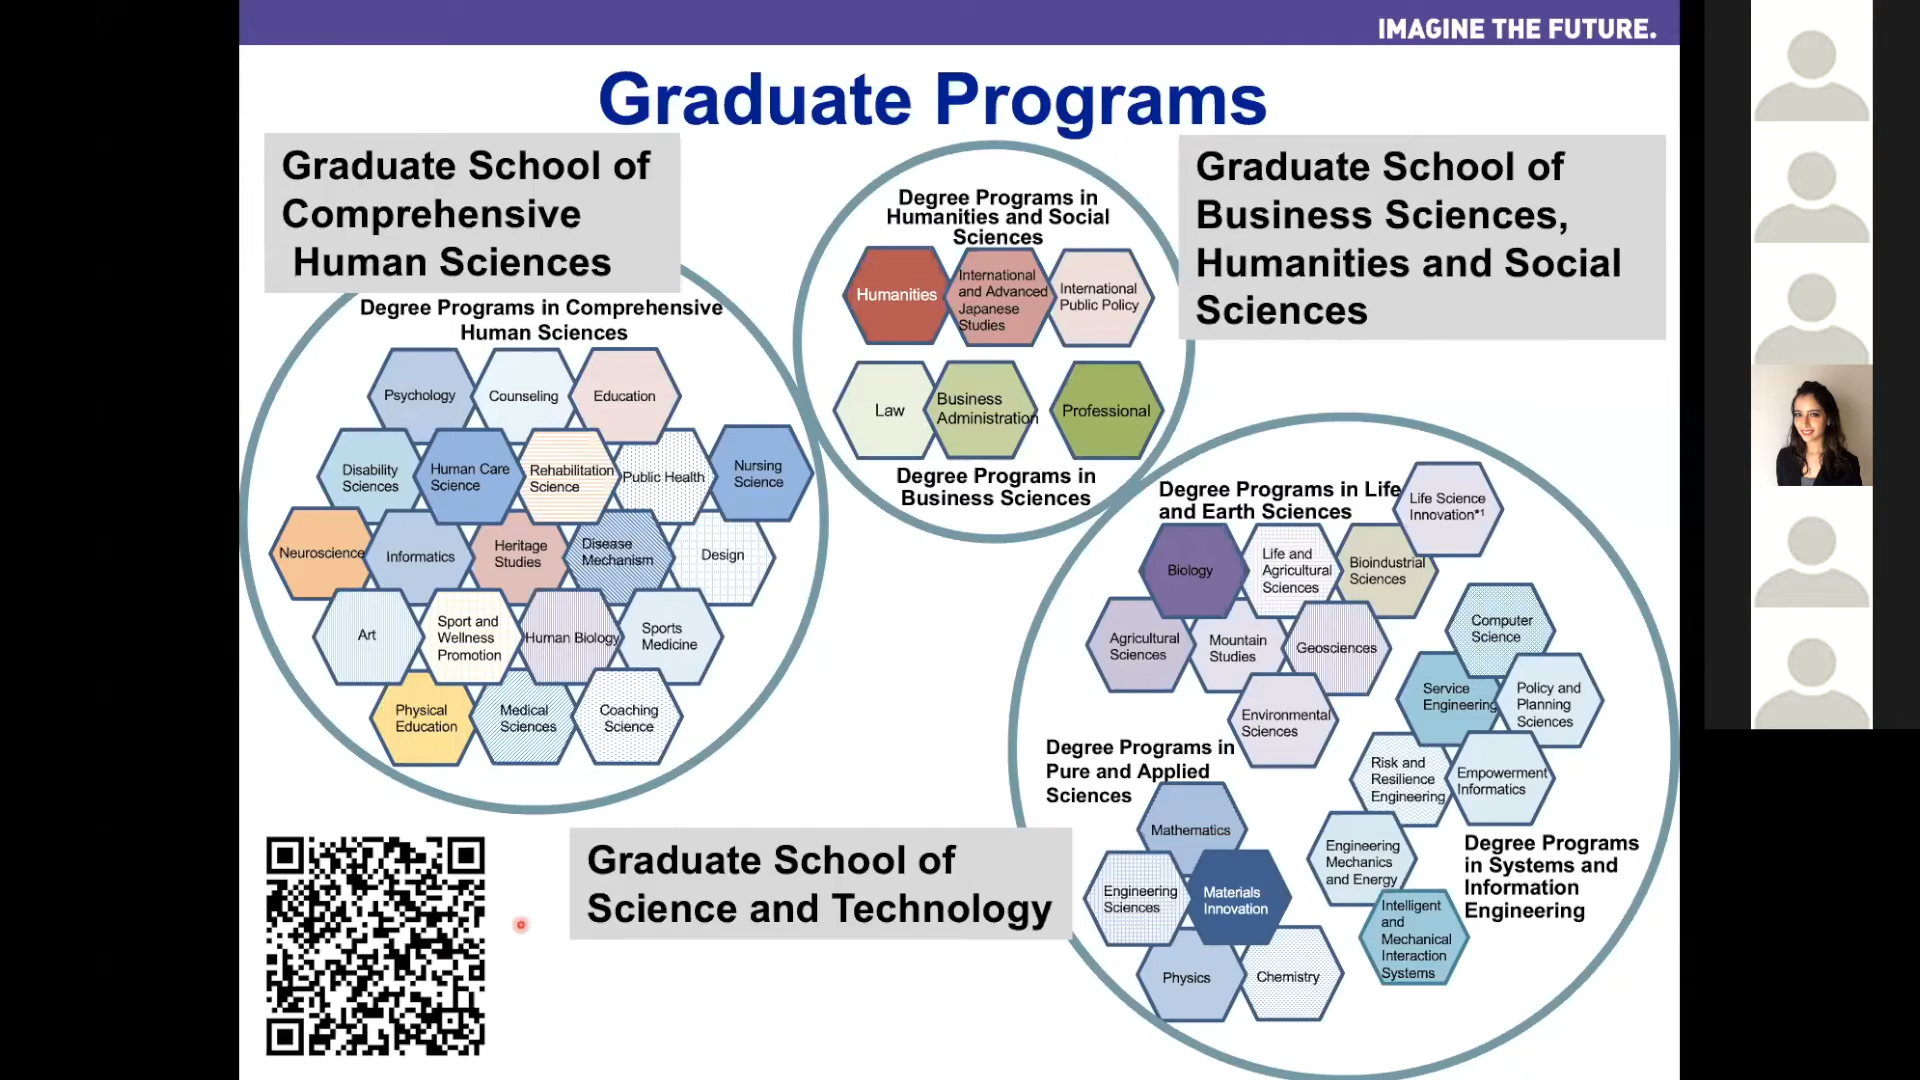 IMAGINE THE FUTURE.
Graduate Programs
Graduate School of
Comprehensive
Human Sciences
Degree Programs in Comprehensive
Human Sciences
Psychology
Counseling
Education
Disability
Sciences
Human Care
Science
Rehabilitation
Science
Public Health
Nursing
Science
Neuroscience
Informatics
Heritage
Studies
Disease
Mechanism
Design
Art
Sport and
Wellness
Promotion
Human Biology
Sports
Medicine
Physical
Education
Medical
Sciences
Coaching
Science
Degree Programs in
Humanities and Social
Sciences
Humanities
International
and Advanced
Japanese
Studies
International
Public Policy
Law
Business
Administration
Professional
Degree Programs in
Business Sciences
Graduate School of
Business Sciences,
Humanities and Social
Sciences
Degree Programs in Life
and Earth Sciences
Life Science
Innovation*1
Biology
Life and
Agricultural
Sciences
Bioindustrial
Sciences
Agricultural
Sciences
Mountain
Studies
Geosciences
Environmental
Sciences
Computer
Science
Service
Engineering
Policy and
Planning
Sciences
Risk and
Resilience
Engineering
Empowerment
Informatics
Engineering
Mechanics
and Energy
Intelligent
and
Mechanical
Interaction
Systems
Degree Programs
in Systems and
Information
Engineering
Degree Programs in
Pure and Applied
Sciences
Mathematics
Engineering
Sciences
Materials
Innovation
Physics
Chemistry
Graduate School of
Science and Technology